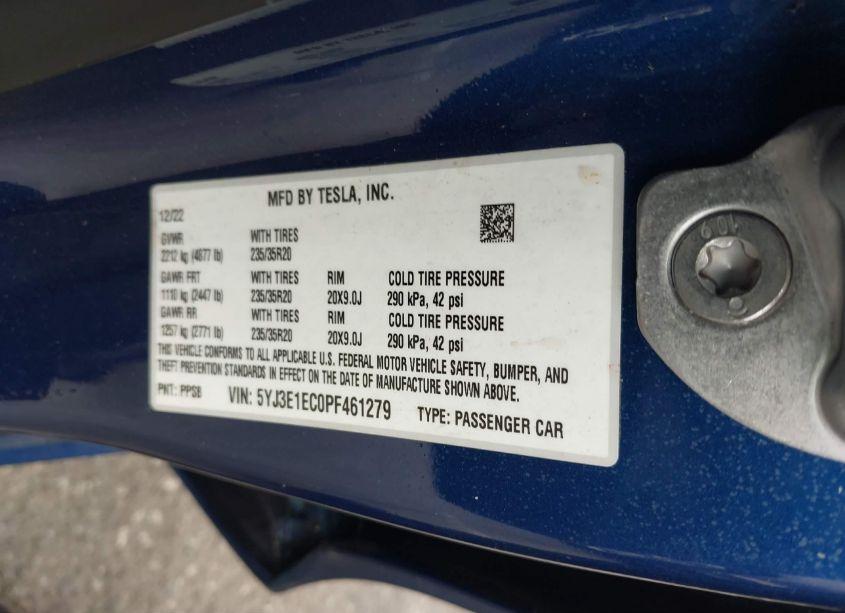 MFD BY TESLA, INC.
12/22
GVWR WITH TIRES
2212 kg (4877 lb) 235/35R20
GAWR FRT WITH TIRES RIM COLD TIRE PRESSURE
1110 kg (2447 lb) 235/35R20 20X9.0J 290 kPa, 42 psi
GAWR RR WITH TIRES RIM COLD TIRE PRESSURE
1257 kg (2771 lb) 235/35R20 20X9.0J 290 kPa, 42 psi
THIS VEHICLE CONFORMS TO ALL APPLICABLE U.S. FEDERAL MOTOR VEHICLE SAFETY, BUMPER, AND
THEFT PREVENTION STANDARDS IN EFFECT ON THE DATE OF MANUFACTURE SHOWN ABOVE.
PNT: PPSB VIN: 5YJ3E1EC0PF461279 TYPE: PASSENGER CAR
10.9